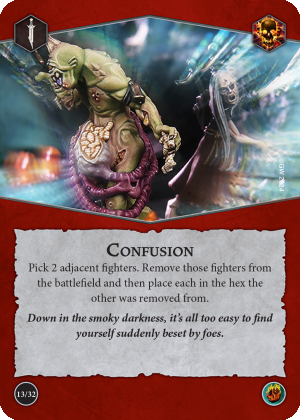 CONFUSION
Pick 2 adjacent fighters. Remove those fighters from
the battlefield and then place each in the hex the
other was removed from.
Down in the smoky darkness, it's all too easy to find
yourself suddenly beset by foes.
13/32